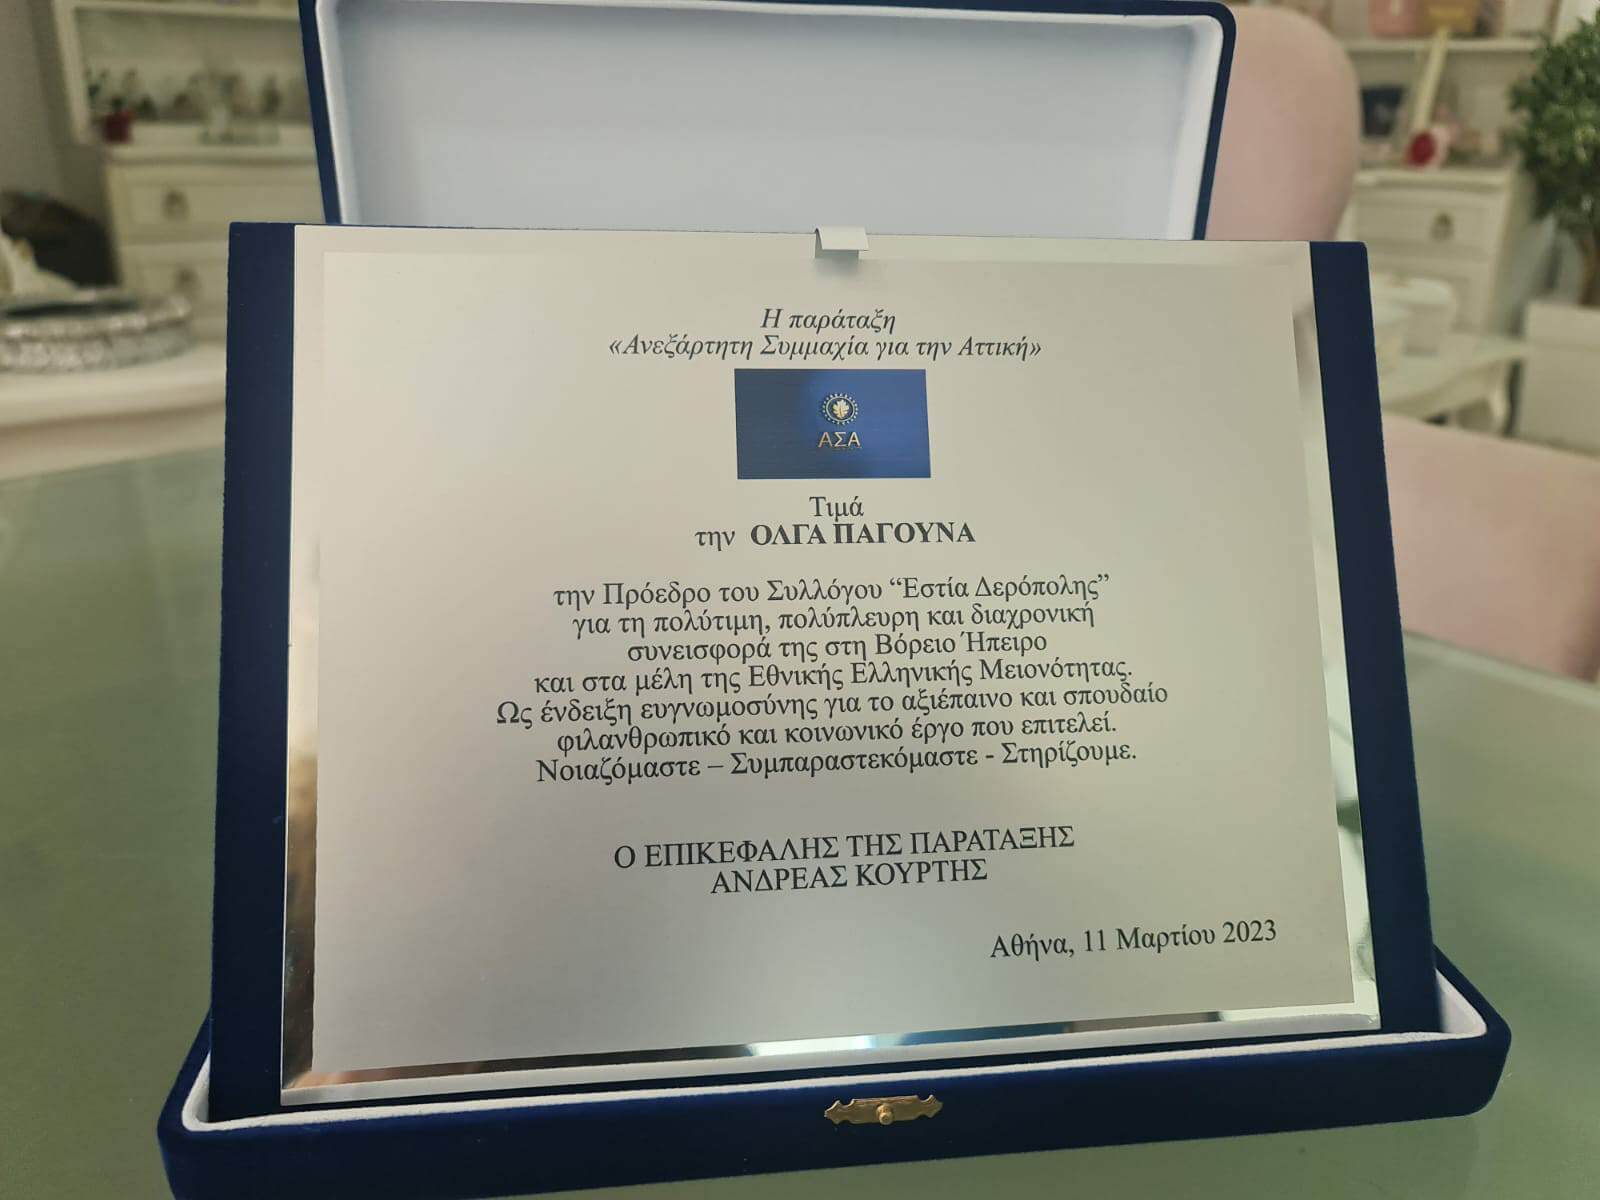 Η παράταξη
«Ανεξάρτητη Συμμαχία για την Αττική»
ΑΣΑ
Τιμά
την ΟΛΓΑ ΠΑΓΟΥΝΑ
την Πρόεδρο του Συλλόγου “Εστία Δερόπολης”
για τη πολύτιμη, πολύπλευρη και διαχρονική
συνεισφορά της στη Βόρειο Ήπειρο
και στα μέλη της Εθνικής Ελληνικής Μειονότητας.
Ως ένδειξη ευγνωμοσύνης για το αξιέπαινο και σπουδαίο
φιλανθρωπικό και κοινωνικό έργο που επιτελεί.
Νοιαζόμαστε – Συμπαραστεκόμαστε - Στηρίζουμε.
Ο ΕΠΙΚΕΦΑΛΗΣ ΤΗΣ ΠΑΡΑΤΑΞΗΣ
ΑΝΔΡΕΑΣ ΚΟΥΡΤΗΣ
Αθήνα, 11 Μαρτίου 2023